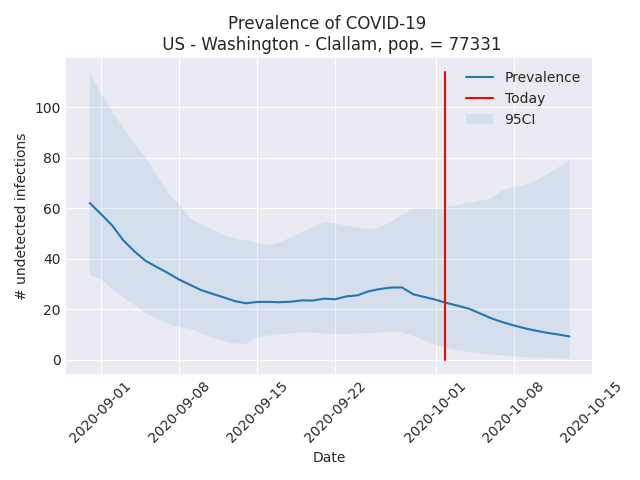 Prevalence of COVID-19
US - Washington - Clallam, pop. = 77331
Prevalence
Today
95CI
# undetected infections
100
80
60
40
20
0
2020-09-01
2020-09-08
2020-09-15
2020-09-22
2020-10-01
2020-10-08
2020-10-15
Date